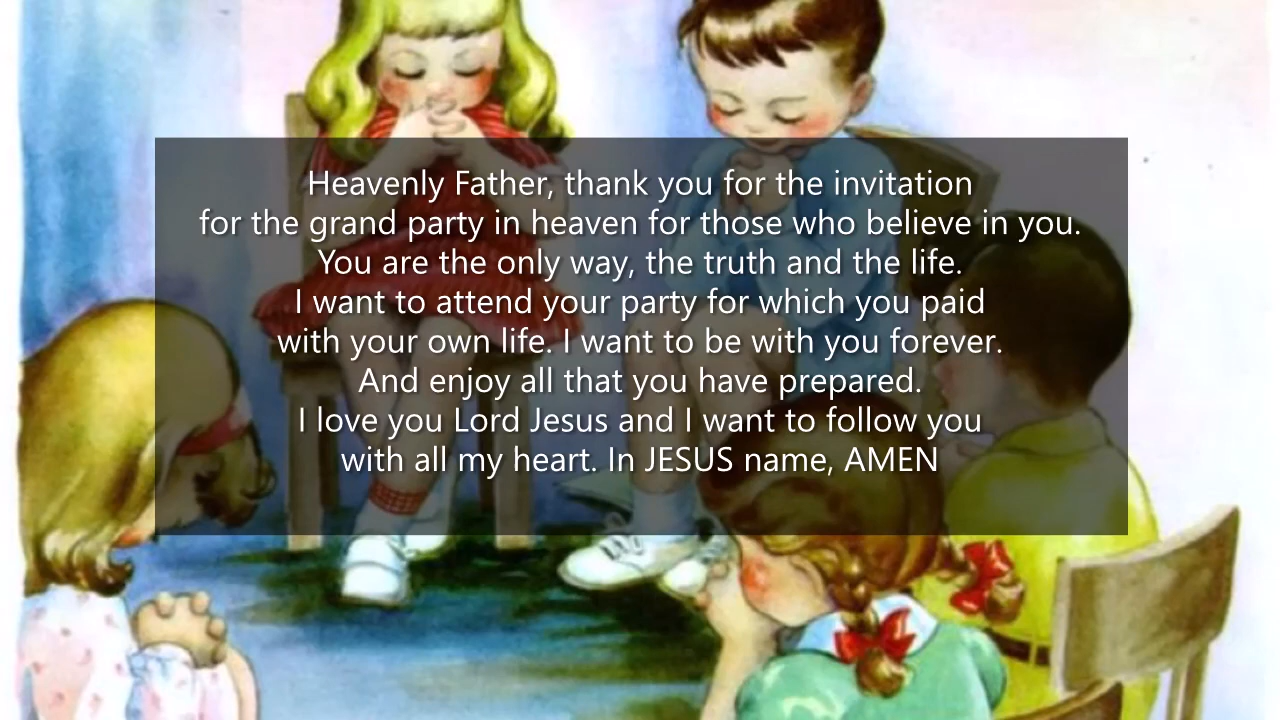 Heavenly Father, thank you for the invitation
for the grand party in heaven for those who believe in you.
You are the only way, the truth and the life.
I want to attend your party for which you paid
with your own life. I want to be with you forever.
And enjoy all that you have prepared.
I love you Lord Jesus and I want to follow you
with all my heart. In JESUS name, AMEN